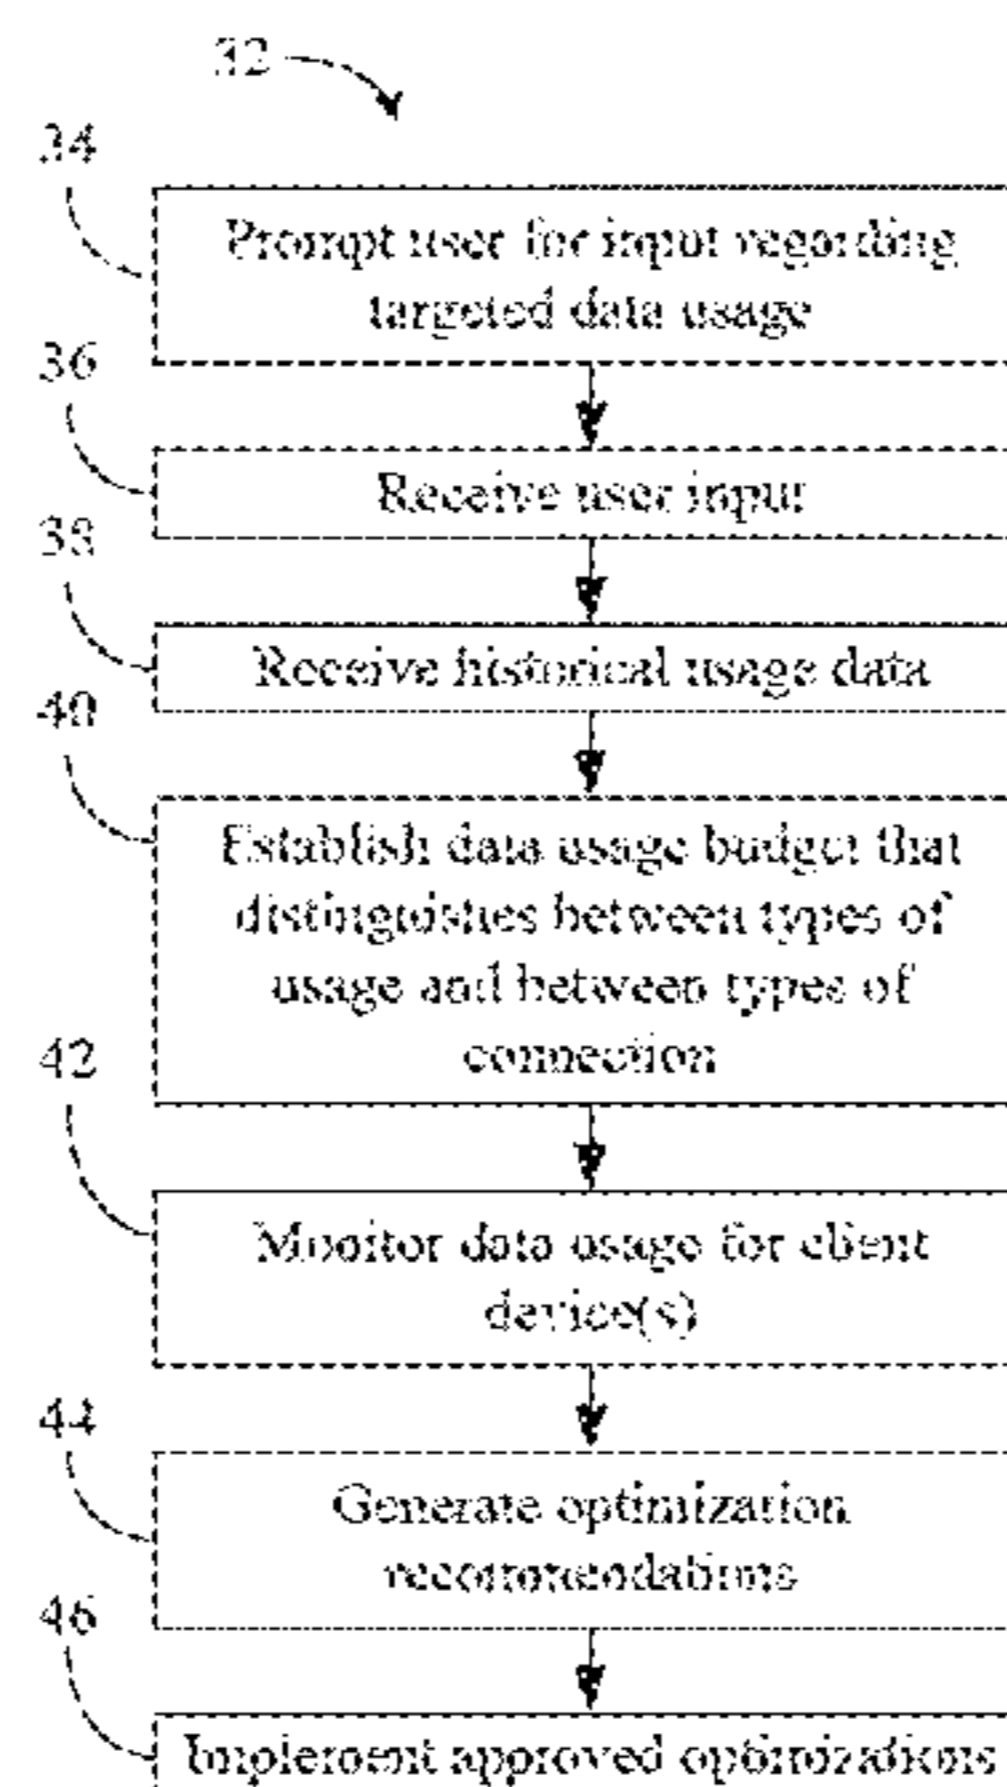 32
34
Prompt user for input regarding
targeted data usage
36
Receive user input
38
Receive historical usage data
40
Establish data usage budget that
distinguishes between types of
usage and between types of
connection
42
Monitor data usage for client
device(s)
44
Generate optimization
recommendations
46
Implement approved optimizations